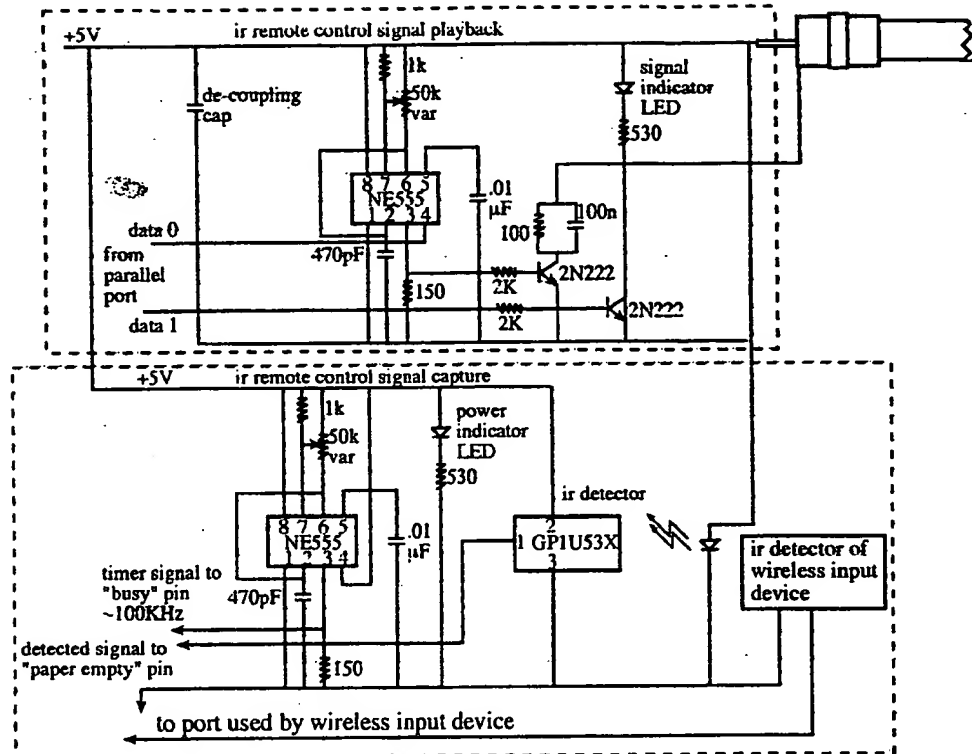 +5V
ir remote control signal playback
1k
50k
var
de-coupling
cap
signal
indicator
LED
530
8 7 6 5
NE555
1 2 3 4
.01
µF
100
100n
data 0
from
parallel
port
data 1
470pF
150
2K
2N222
2K
2N222
+5V
ir remote control signal capture
1k
50k
var
power
indicator
LED
530
ir detector
8 7 6 5
NE555
1 2 3 4
.01
µF
2
1 GP1U53X
3
ir detector of
wireless input
device
timer signal to
"busy" pin
~100KHz
470pF
detected signal to
"paper empty" pin
150
to port used by wireless input device